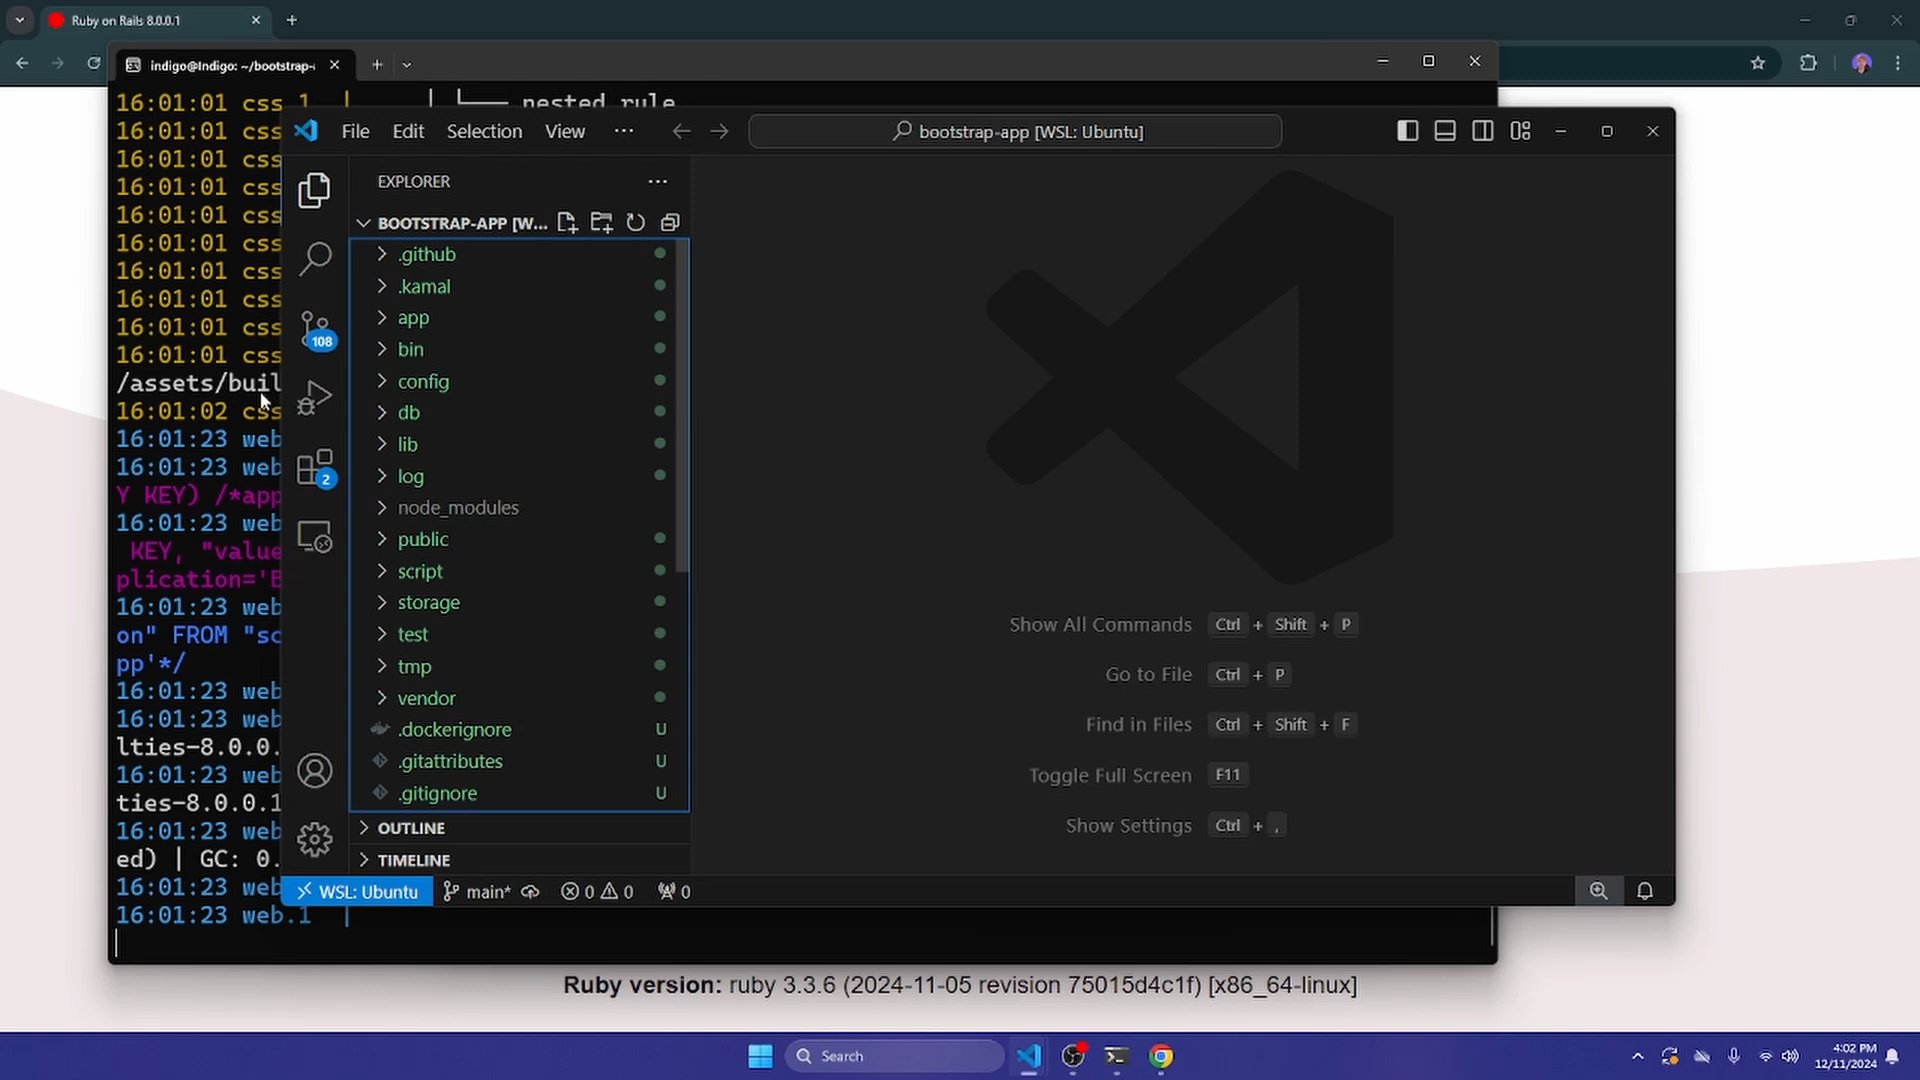 Ruby on Rails 8.0.0.1
indigo@Indigo: ~/bootstrap-
16:01:01 css.1 | | └── nested rule
16:01:01 css
16:01:01 css
16:01:01 css
16:01:01 css
16:01:01 css
16:01:01 css
16:01:01 css
16:01:01 css
16:01:01 css
/assets/buil
16:01:02 css
16:01:23 web
16:01:23 web
Y KEY) /*app
16:01:23 web
KEY, "value
plication='B
16:01:23 web
on" FROM "sc
pp'*/
16:01:23 web
16:01:23 web
lties-8.0.0.
16:01:23 web
ties-8.0.0.1
16:01:23 web
ed) | GC: 0.
16:01:23 web
16:01:23 web.1 |
File Edit Selection View ···
bootstrap-app [WSL: Ubuntu]
EXPLORER
BOOTSTRAP-APP [W...
.github
.kamal
app
bin
config
db
lib
log
node_modules
public
script
storage
test
tmp
vendor
.dockerignore U
.gitattributes U
.gitignore U
OUTLINE
TIMELINE
108
2
Show All Commands Ctrl + Shift + P
Go to File Ctrl + P
Find in Files Ctrl + Shift + F
Toggle Full Screen F11
Show Settings Ctrl + ,
WSL: Ubuntu main* 0 0 0
Ruby version: ruby 3.3.6 (2024-11-05 revision 75015d4c1f) [x86_64-linux]
Search
4:02 PM
12/11/2024